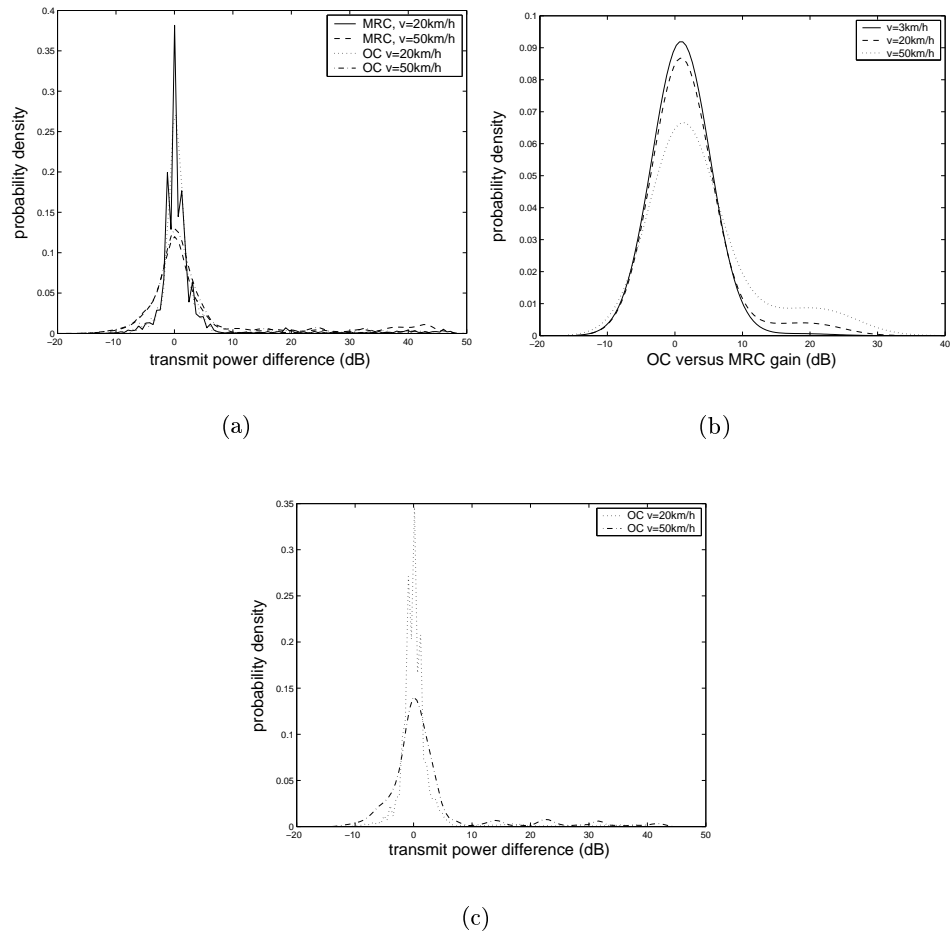 0.4
0.35
0.3
0.25
0.2
0.15
0.1
0.05
0
−20 −10 0 10 20 30 40 50
probability density
transmit power difference (dB)
MRC, v=20km/h
MRC, v=50km/h
OC v=20km/h
OC v=50km/h
(a)
0.1
0.09
0.08
0.07
0.06
0.05
0.04
0.03
0.02
0.01
0
−20 −10 0 10 20 30 40
probability density
OC versus MRC gain (dB)
v=3km/h
v=20km/h
v=50km/h
(b)
0.35
0.3
0.25
0.2
0.15
0.1
0.05
0
−20 −10 0 10 20 30 40 50
probability density
transmit power difference (dB)
OC v=20km/h
OC v=50km/h
(c)